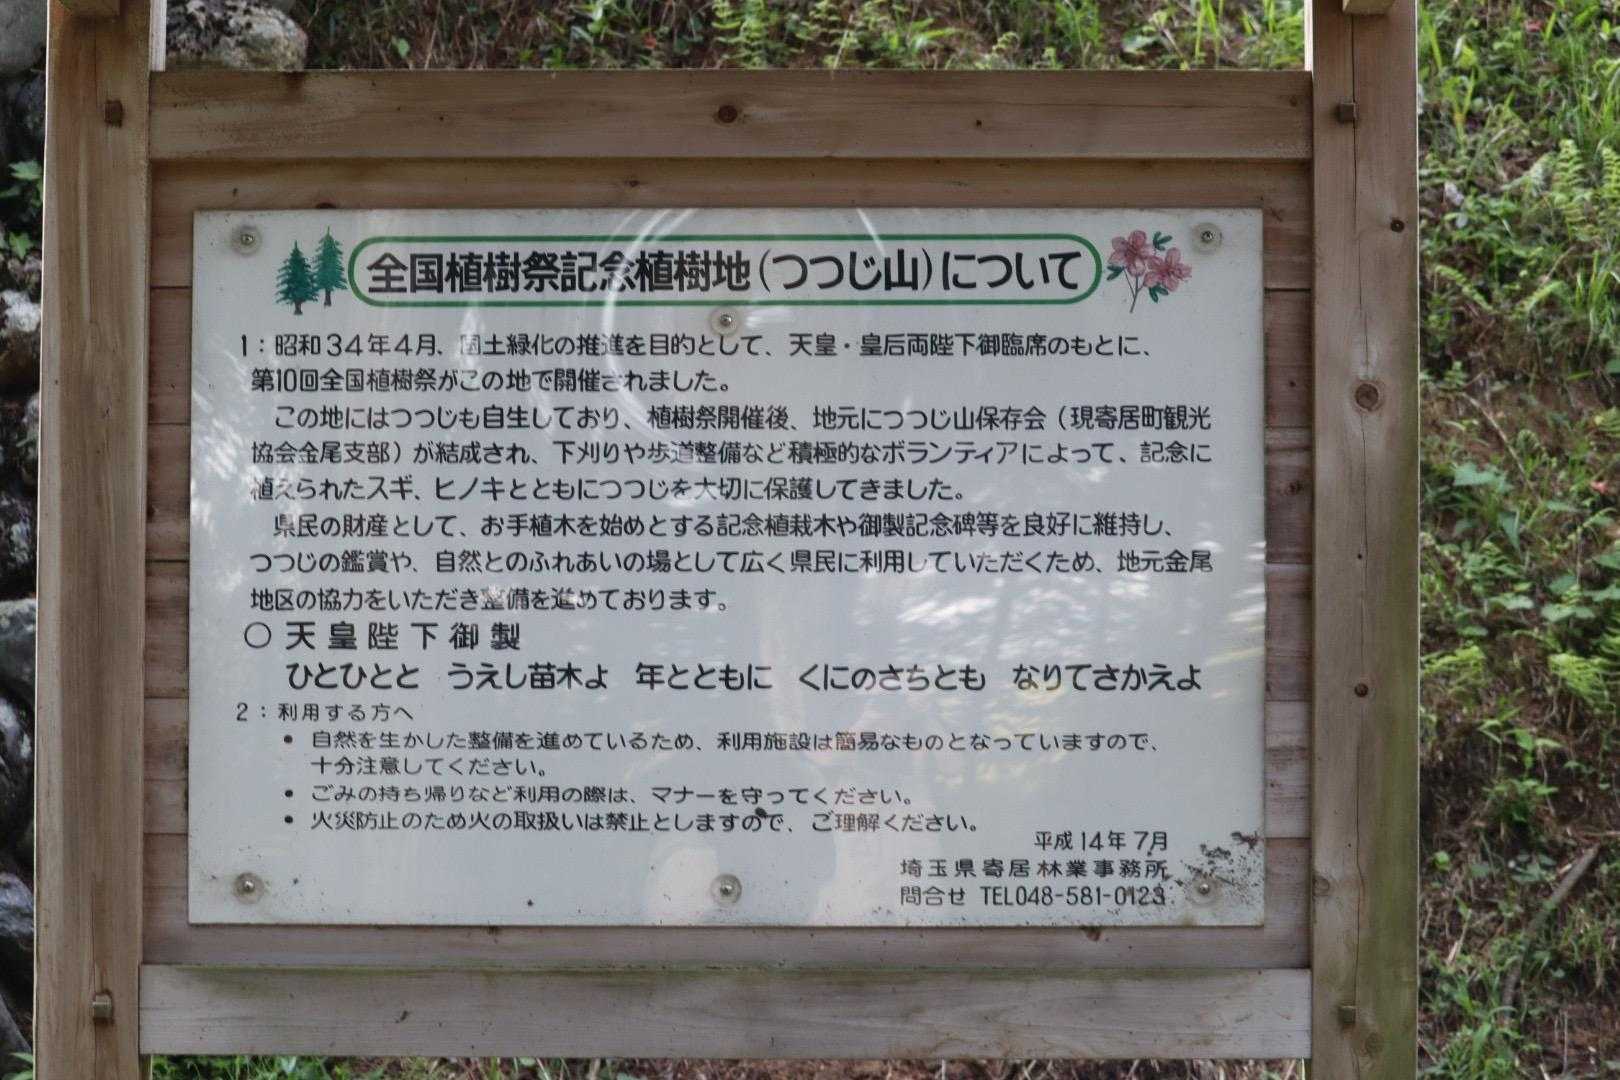 全国植樹祭記念植樹地(つつじ山)について
1：昭和34年4月、国土緑化の推進を目的として、天皇・皇后両陛下御臨席のもとに、
第10回全国植樹祭がこの地で開催されました。
この地にはつつじも自生しており、植樹祭開催後、地元につつじ山保存会（現寄居町観光
協会金尾支部）が結成され、下刈りや歩道整備など積極的なボランティアによって、記念に
植えられたスギ、ヒノキとともにつつじを大切に保護してきました。
県民の財産として、お手植木を始めとする記念植栽木や御製記念碑等を良好に維持し、
つつじの鑑賞や、自然とのふれあいの場として広く県民に利用していただくため、地元金尾
地区の協力をいただき整備を進めております。
○ 天皇陛下御製
ひとひとと うえし苗木よ 年とともに くにのさちとも なりてさかえよ
2：利用する方へ
• 自然を生かした整備を進めているため、利用施設は簡易なものとなっていますので、
十分注意してください。
• ごみの持ち帰りなど利用の際は、マナーを守ってください。
• 火災防止のため火の取扱いは禁止としますので、ご理解ください。
平成14年7月
埼玉県寄居林業事務所
問合せ TEL048-581-0123